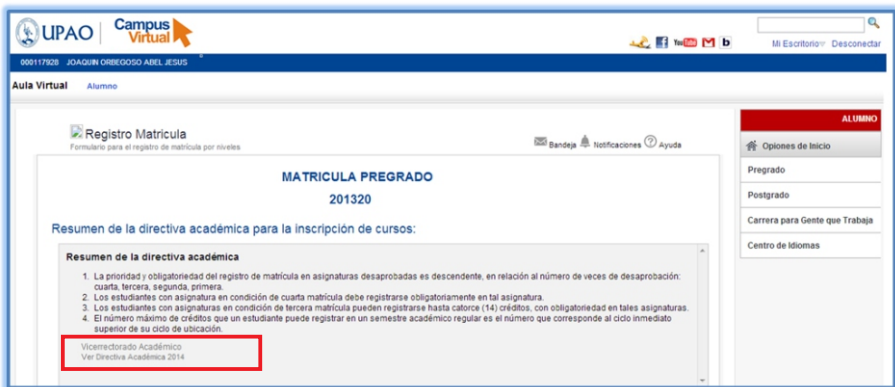 UPAO Campus Virtual
Mi Escritorio Desconectar
000117928 JOAQUIN ORBEGOSO ABEL JESUS
Aula Virtual Alumno
Registro Matricula
Formulario para el registro de matrícula por niveles
Bandeja Notificaciones Ayuda
MATRICULA PREGRADO
201320
Resumen de la directiva académica para la inscripción de cursos:
Resumen de la directiva académica
1. La prioridad y obligatoriedad del registro de matrícula en asignaturas desaprobadas es descendente, en relación al número de veces de desaprobación:
cuarta, tercera, segunda, primera.
2. Los estudiantes con asignatura en condición de cuarta matrícula debe registrarse obligatoriamente en tal asignatura.
3. Los estudiantes con asignaturas en condición de tercera matrícula pueden registrarse hasta catorce (14) créditos, con obligatoriedad en tales asignaturas.
4. El número máximo de créditos que un estudiante puede registrar en un semestre académico regular es el número que corresponde al ciclo inmediato
superior de su ciclo de ubicación.
Vicerrectorado Académico
Ver Directiva Académica 2014
ALUMNO
Opiones de Inicio
Pregrado
Postgrado
Carrera para Gente que Trabaja
Centro de Idiomas